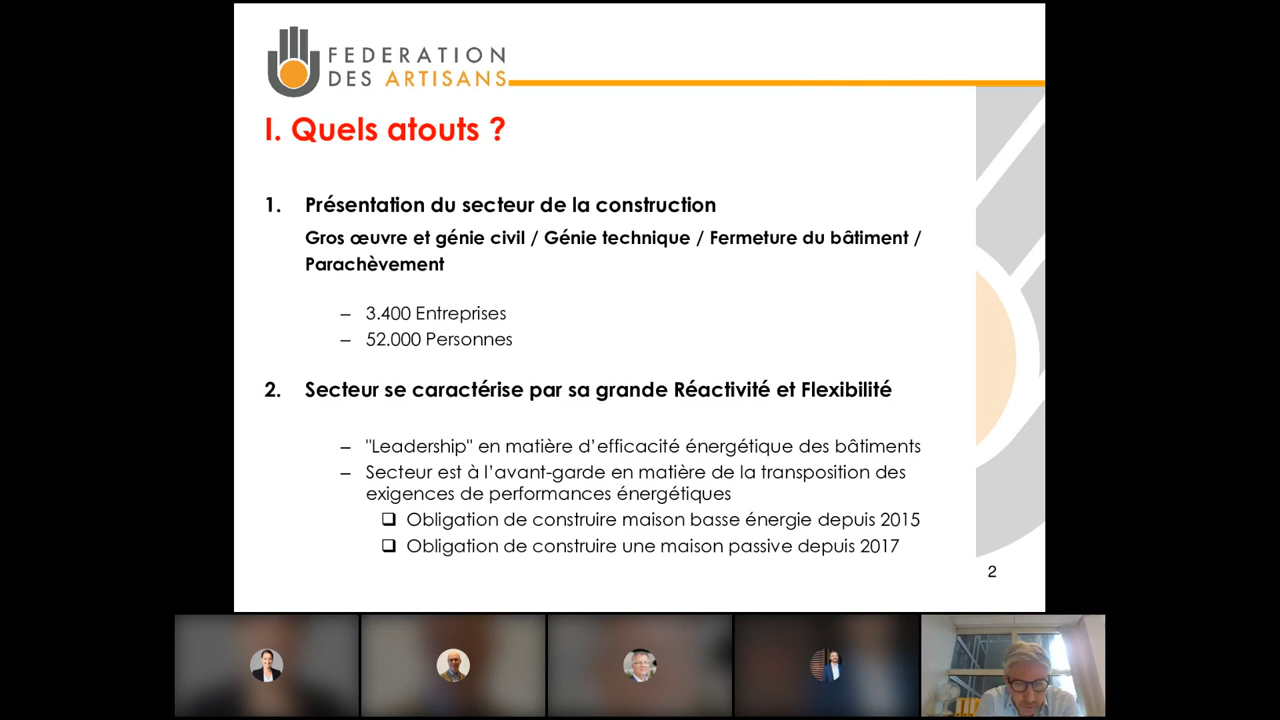 FEDERATION
DES ARTISANS
I. Quels atouts ?
1. Présentation du secteur de la construction
Gros œuvre et génie civil / Génie technique / Fermeture du bâtiment /
Parachèvement
– 3.400 Entreprises
– 52.000 Personnes
2. Secteur se caractérise par sa grande Réactivité et Flexibilité
– "Leadership" en matière d’efficacité énergétique des bâtiments
– Secteur est à l’avant-garde en matière de la transposition des
exigences de performances énergétiques
❑ Obligation de construire maison basse énergie depuis 2015
❑ Obligation de construire une maison passive depuis 2017
2